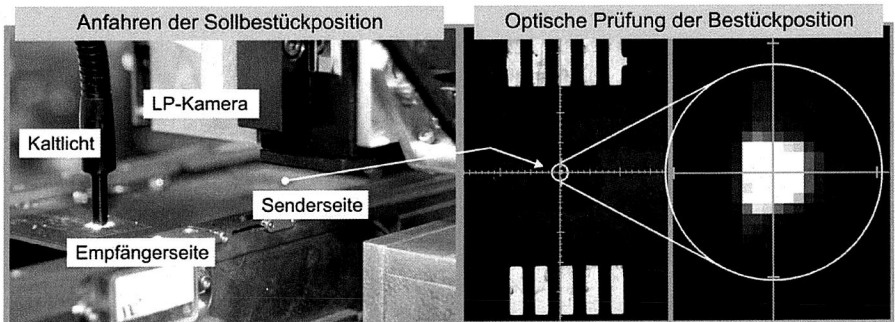 Anfahren der Sollbestückposition
Optische Prüfung der Bestückposition
LP-Kamera
Kaltlicht
Senderseite
Empfängerseite